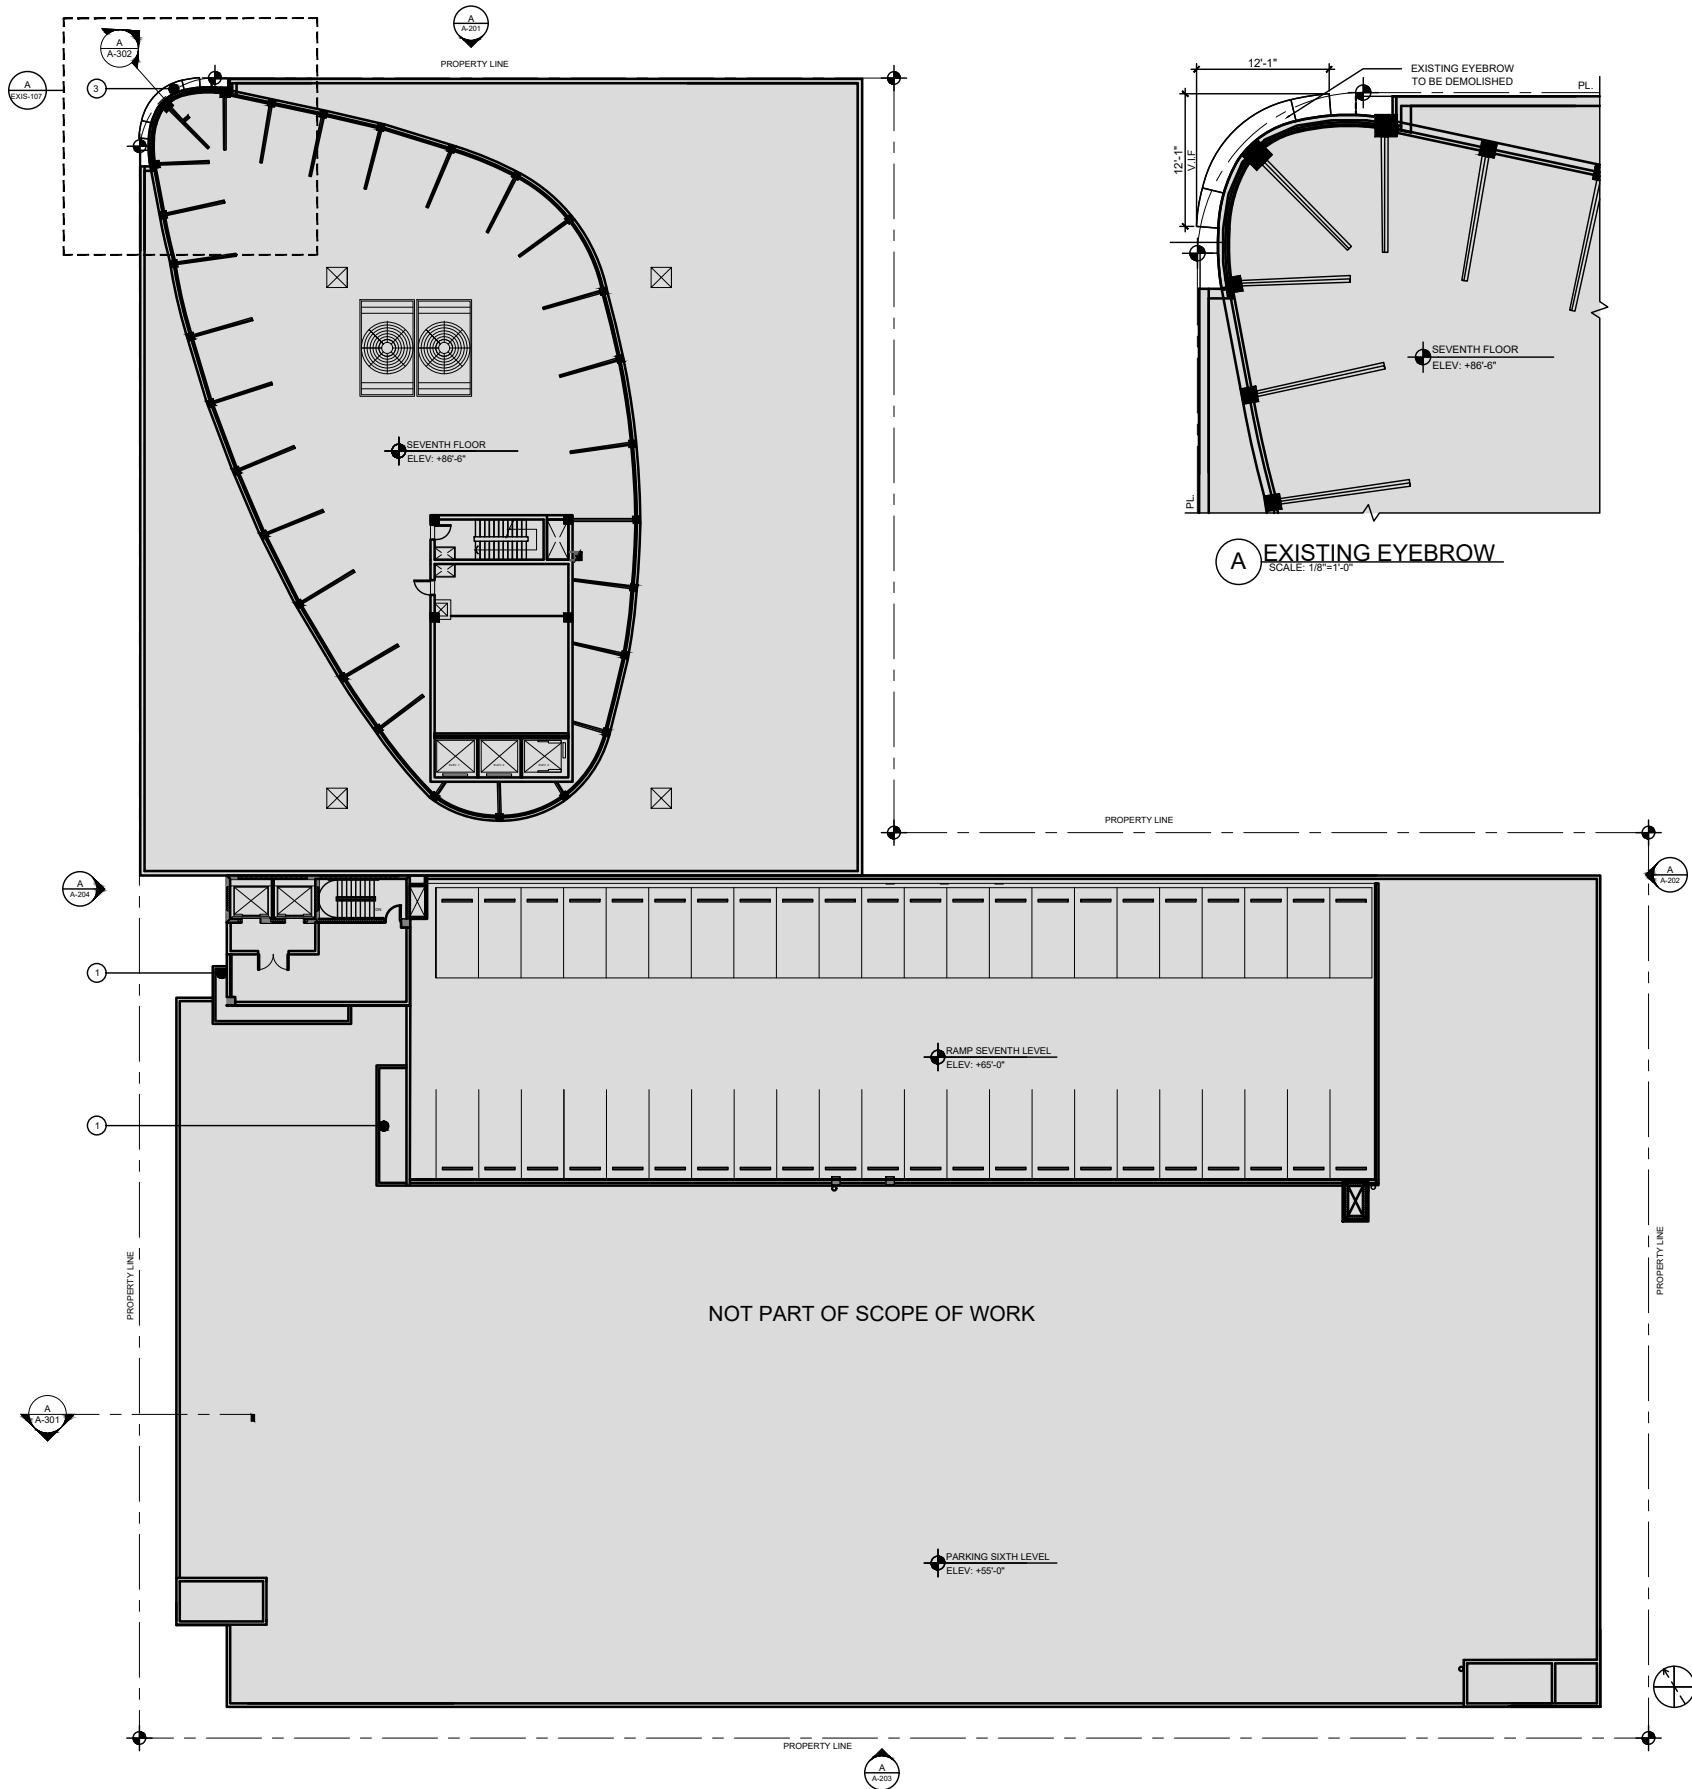 A
A-201
PROPERTY LINE
A
A-302
A
EXIS-107
3
12'-1"
EXISTING EYEBROW
TO BE DEMOLISHED
PL.
12'-1"
V.I.F
SEVENTH FLOOR
ELEV: +86'-6"
PL.
A
EXISTING EYEBROW
SCALE: 1/8"=1'-0"
SEVENTH FLOOR
ELEV: +86'-6"
PROPERTY LINE
A
A-204
A
A-202
1
RAMP SEVENTH LEVEL
ELEV: +65'-0"
1
PROPERTY LINE
PROPERTY LINE
NOT PART OF SCOPE OF WORK
A
A-301
PARKING SIXTH LEVEL
ELEV: +55'-0"
PROPERTY LINE
A
A-203